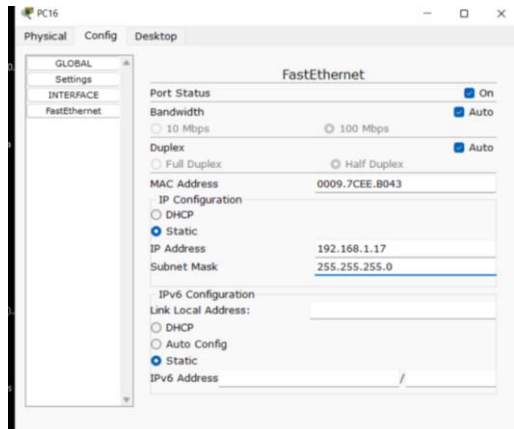 PC16
Physical Config Desktop
GLOBAL
Settings
INTERFACE
FastEthernet
FastEthernet
Port Status On
Bandwidth Auto
10 Mbps 100 Mbps
Duplex Auto
Full Duplex Half Duplex
MAC Address 0009.7CEE.B043
IP Configuration
DHCP
Static
IP Address 192.168.1.17
Subnet Mask 255.255.255.0
IPv6 Configuration
Link Local Address:
DHCP
Auto Config
Static
IPv6 Address /